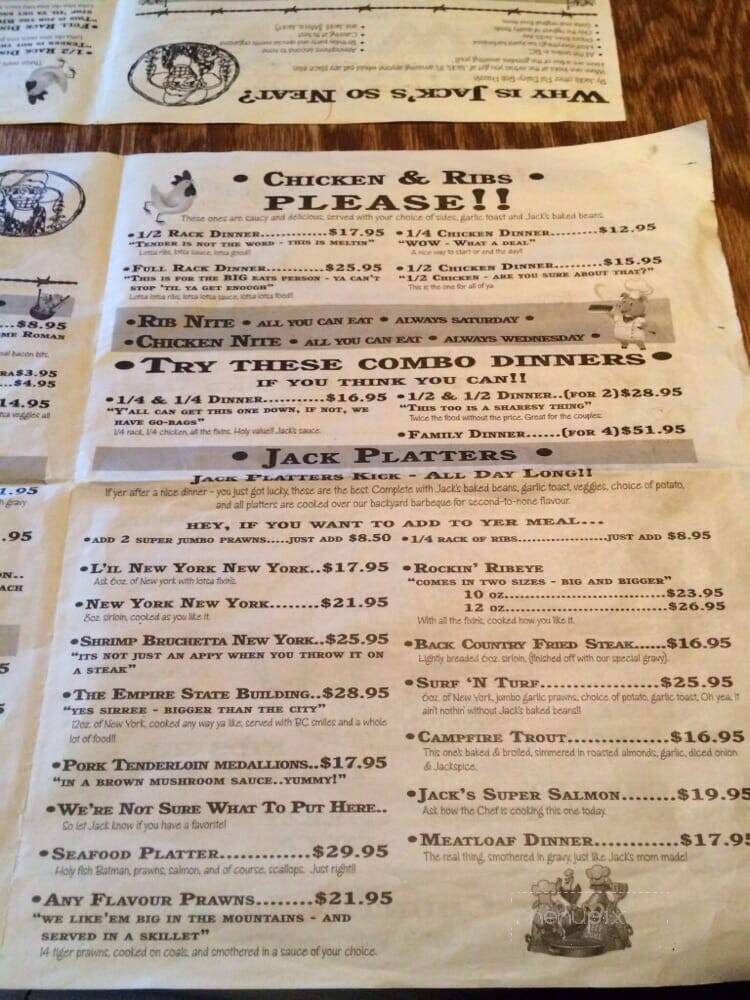 WHY IS JACK'S SO NEAT?
• CHICKEN & RIBS •
PLEASE!!
These ones are saucy and delicious, served with your choice of sides, garlic toast and Jack's baked beans.
•1/2 RACK DINNER...........$17.95
"TENDER IS NOT THE WORD - THIS IS MELTIN"
Lotsa ribs, lotsa sauce, lotsa good!!
•FULL RACK DINNER..........$25.95
"THIS IS FOR THE BIG EATS PERSON - YA CAN'T
STOP 'TIL YA GET ENOUGH"
Lotsa lotsa ribs, lotsa lotsa sauce, lotsa lotsa food!!
•1/4 CHICKEN DINNER........$12.95
"WOW - WHAT A DEAL"
A nice way to start or end the day!!
•1/2 CHICKEN DINNER........$15.95
"1/2 CHICKEN - ARE YOU SURE ABOUT THAT?"
This is the one for all of ya
•RIB NITE • ALL YOU CAN EAT • ALWAYS SATURDAY •
•CHICKEN NITE • ALL YOU CAN EAT • ALWAYS WEDNESDAY •
•TRY THESE COMBO DINNERS•
IF YOU THINK YOU CAN!!
•1/4 & 1/4 DINNER..........$16.95
"Y'ALL CAN GET THIS ONE DOWN, IF NOT, WE
HAVE GO-BAGS"
1/4 rack, 1/4 chicken, all the fixins. Holy value!! Jack's sauce.
•1/2 & 1/2 DINNER..(FOR 2)$28.95
"THIS TOO IS A SHARESY THING"
Twice the food without the price. Great for the couples.
•FAMILY DINNER......(FOR 4)$51.95
• JACK PLATTERS •
JACK PLATTERS KICK - ALL DAY LONG!!
If yer after a nice dinner - you just got lucky, these are the best. Complete with Jack's baked beans, garlic toast, veggies, choice of potato,
and all platters are cooked over our backyard barbeque for second-to-none flavour.
HEY, IF YOU WANT TO ADD TO YER MEAL...
•ADD 2 SUPER JUMBO PRAWNS.....JUST ADD $8.50
•1/4 RACK OF RIBS....................JUST ADD $8.95
•L'IL NEW YORK NEW YORK..$17.95
Ask 6oz. of New York with lotsa fixins.
•NEW YORK NEW YORK........$21.95
8oz. sirloin, cooked as you like it.
•SHRIMP BRUCHETTA NEW YORK..$25.95
"ITS NOT JUST AN APPY WHEN YOU THROW IT ON
A STEAK"
•THE EMPIRE STATE BUILDING..$28.95
"YES SIRREE - BIGGER THAN THE CITY"
12oz. of New York, cooked any way ya like, served with BC smiles and a whole
lot of food!!
•PORK TENDERLOIN MEDALLIONS..$17.95
"IN A BROWN MUSHROOM SAUCE..YUMMY!"
•WE'RE NOT SURE WHAT TO PUT HERE..
So let Jack know if you have a favorite!
•SEAFOOD PLATTER............$29.95
Holy fish Batman, prawns, salmon, and of course, scallops. Just right!!
•ANY FLAVOUR PRAWNS........$21.95
"WE LIKE'EM BIG IN THE MOUNTAINS - AND
SERVED IN A SKILLET"
14 tiger prawns, cooked on coals, and smothered in a sauce of your choice.
•ROCKIN' RIBEYE
"COMES IN TWO SIZES - BIG AND BIGGER"
10 OZ.............................$23.95
12 OZ.............................$26.95
With all the fixins, cooked how you like it.
•BACK COUNTRY FRIED STEAK......$16.95
Lightly breaded 6oz. sirloin, (finished off with our special gravy).
•SURF 'N TURF..................$25.95
6oz. of New York, jumbo garlic prawns, choice of potato, garlic toast, Oh yea, it
ain't nothin' without Jack's baked beans!!
•CAMPFIRE TROUT...............$16.95
This one's baked & broiled, simmered in roasted almonds, garlic, diced onion
& Jackspice.
•JACK'S SUPER SALMON........$19.95
Ask how the Chef is cooking this one today.
•MEATLOAF DINNER.............$17.95
The real thing, smothered in gravy, just like Jack's mom made!
menupix